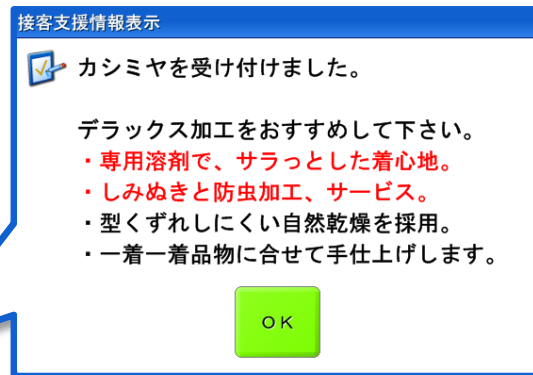 接客支援情報表示
カシミヤを受け付けました。
デラックス加工をおすすめして下さい。
・専用溶剤で、サラっとした着心地。
・しみぬきと防虫加工、サービス。
・型くずれしにくい自然乾燥を採用。
・一着一着品物に合せて手仕上げします。
ＯＫ